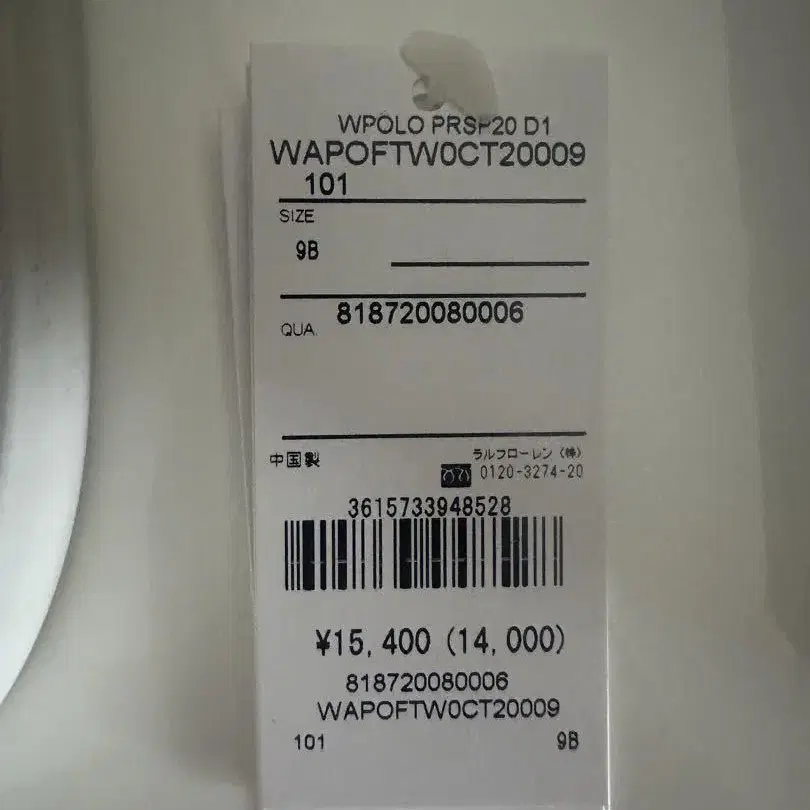 WPOLO PRSP20 D1
WAPOFTW0CT20009
101
SIZE
9B
818720080006
QUA.
中国製
ラルフローレン(株)
0120-3274-20
3615733948528
¥15,400 (14,000)
818720080006
WAPOFTW0CT20009
101 9B